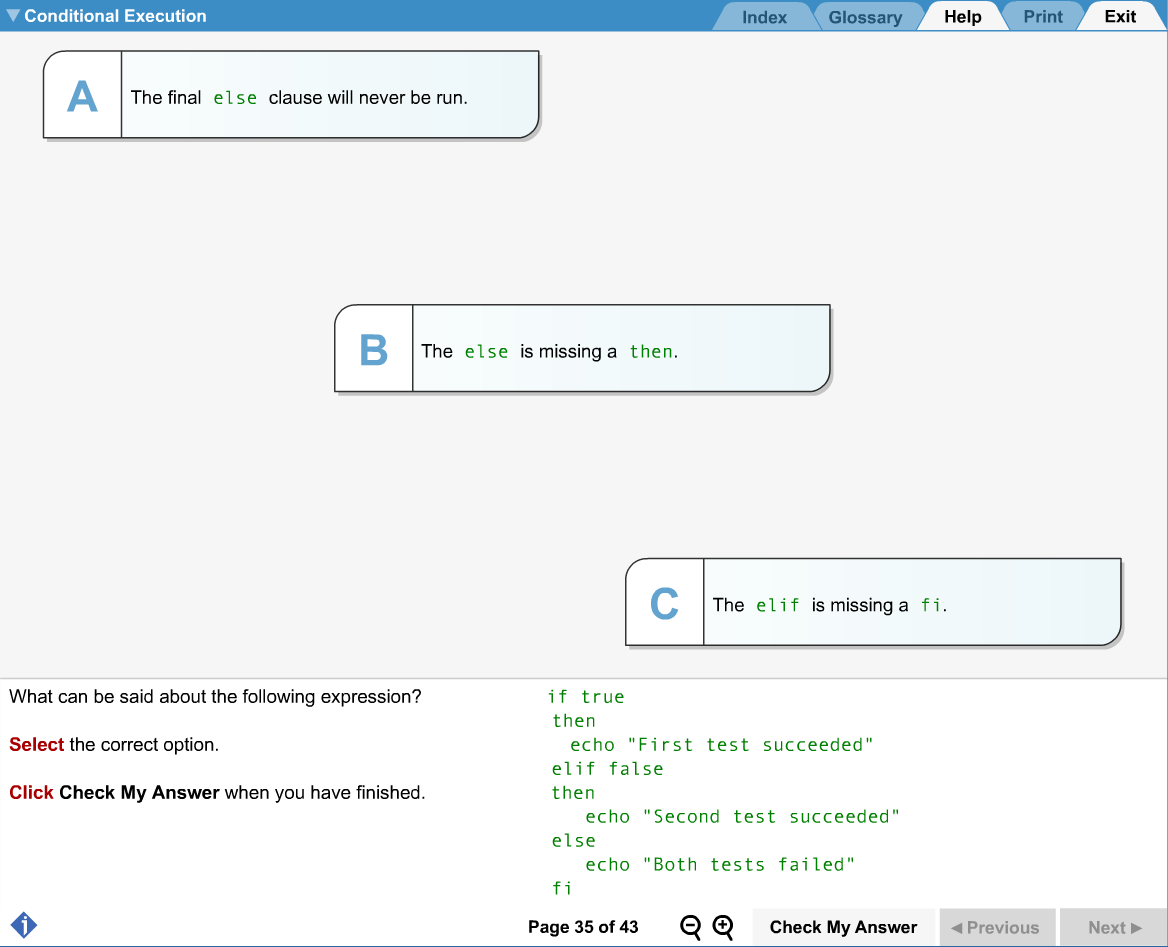 Conditional Execution
Index
Glossary
Help
Print
Exit
A
The final else clause will never be run.
B
The else is missing a then.
C
The elif is missing a fi.
What can be said about the following expression?
Select the correct option.
Click Check My Answer when you have finished.
if true
then
echo "First test succeeded"
elif false
then
echo "Second test succeeded"
else
echo "Both tests failed"
fi
i
Page 35 of 43
Check My Answer
Previous
Next